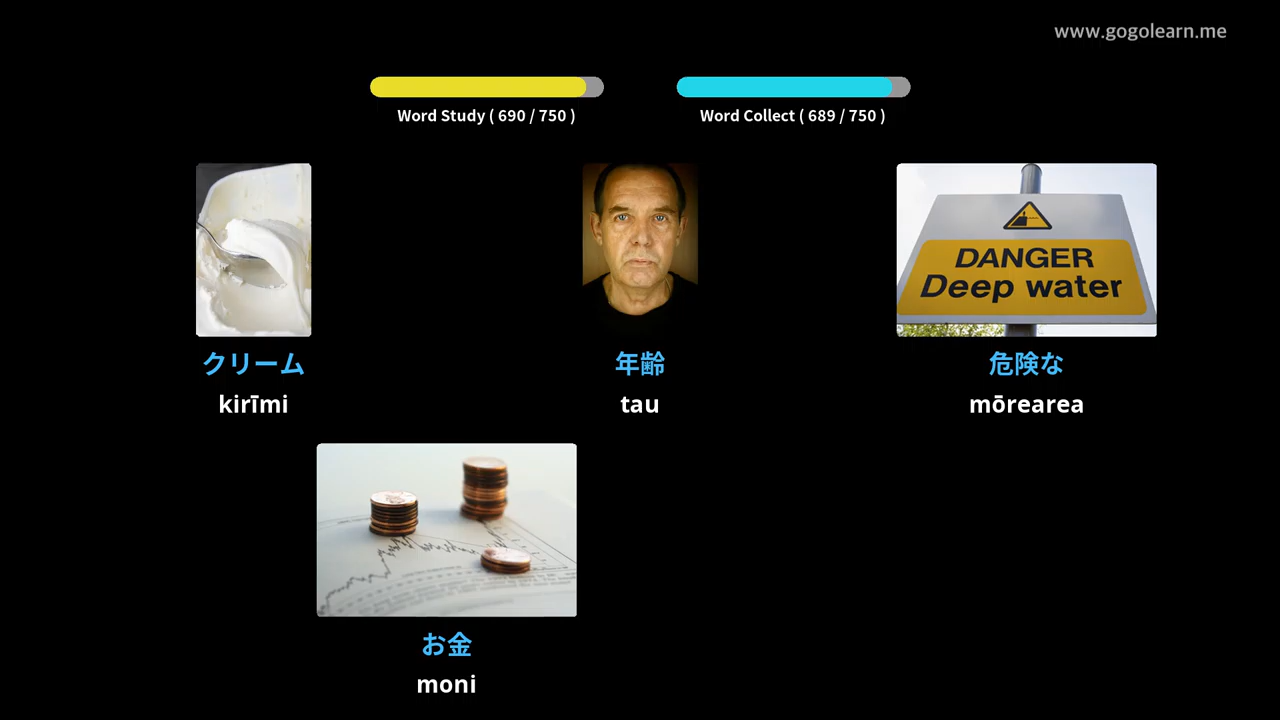 www.gogolearn.me
Word Study ( 690 / 750 )
Word Collect ( 689 / 750 )
DANGER
Deep water
クリーム
kirīmi
年齢
tau
危険な
mōrearea
お金
moni